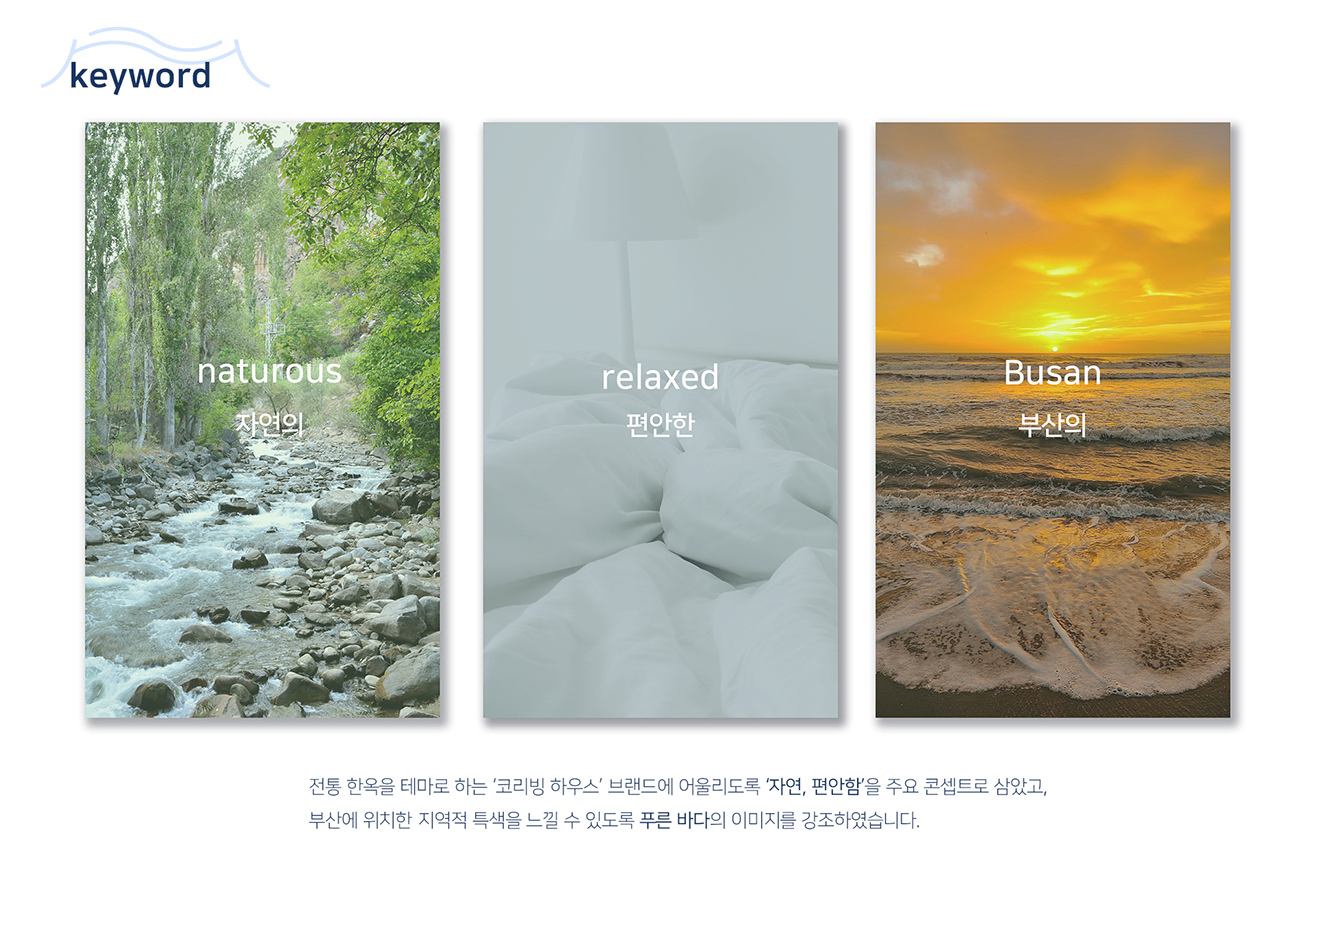 keyword
naturous
자연의
relaxed
편안한
Busan
부산의
전통 한옥을 테마로 하는 ‘코리빙 하우스’ 브랜드에 어울리도록 ‘자연, 편안함’을 주요 콘셉트로 삼았고,
부산에 위치한 지역적 특색을 느낄 수 있도록 푸른 바다의 이미지를 강조하였습니다.